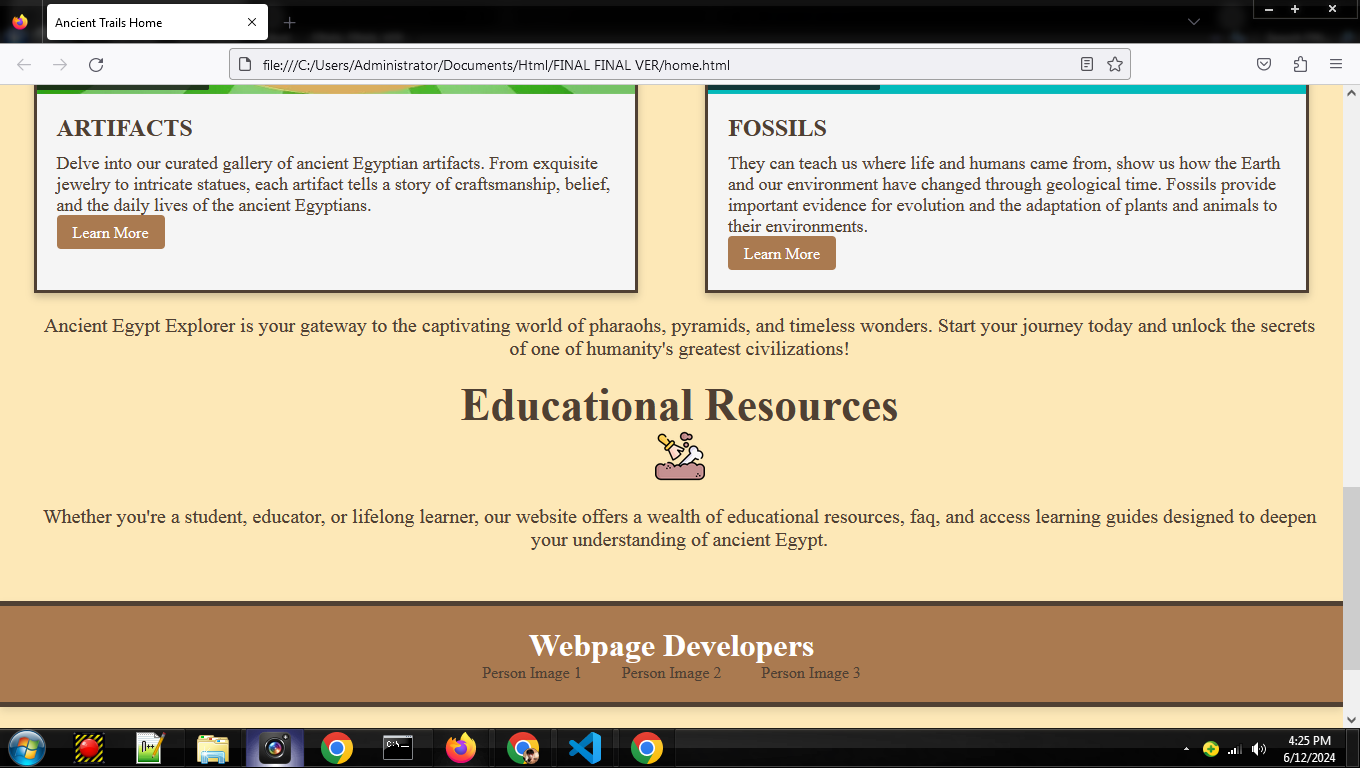 Ancient Trails Home
file:///C:/Users/Administrator/Documents/Html/FINAL FINAL VER/home.html
ARTIFACTS
Delve into our curated gallery of ancient Egyptian artifacts. From exquisite
jewelry to intricate statues, each artifact tells a story of craftsmanship, belief,
and the daily lives of the ancient Egyptians.
Learn More
FOSSILS
They can teach us where life and humans came from, show us how the Earth
and our environment have changed through geological time. Fossils provide
important evidence for evolution and the adaptation of plants and animals to
their environments.
Learn More
Ancient Egypt Explorer is your gateway to the captivating world of pharaohs, pyramids, and timeless wonders. Start your journey today and unlock the secrets
of one of humanity's greatest civilizations!
Educational Resources
Whether you're a student, educator, or lifelong learner, our website offers a wealth of educational resources, faq, and access learning guides designed to deepen
your understanding of ancient Egypt.
Webpage Developers
Person Image 1 Person Image 2 Person Image 3
4:25 PM
6/12/2024